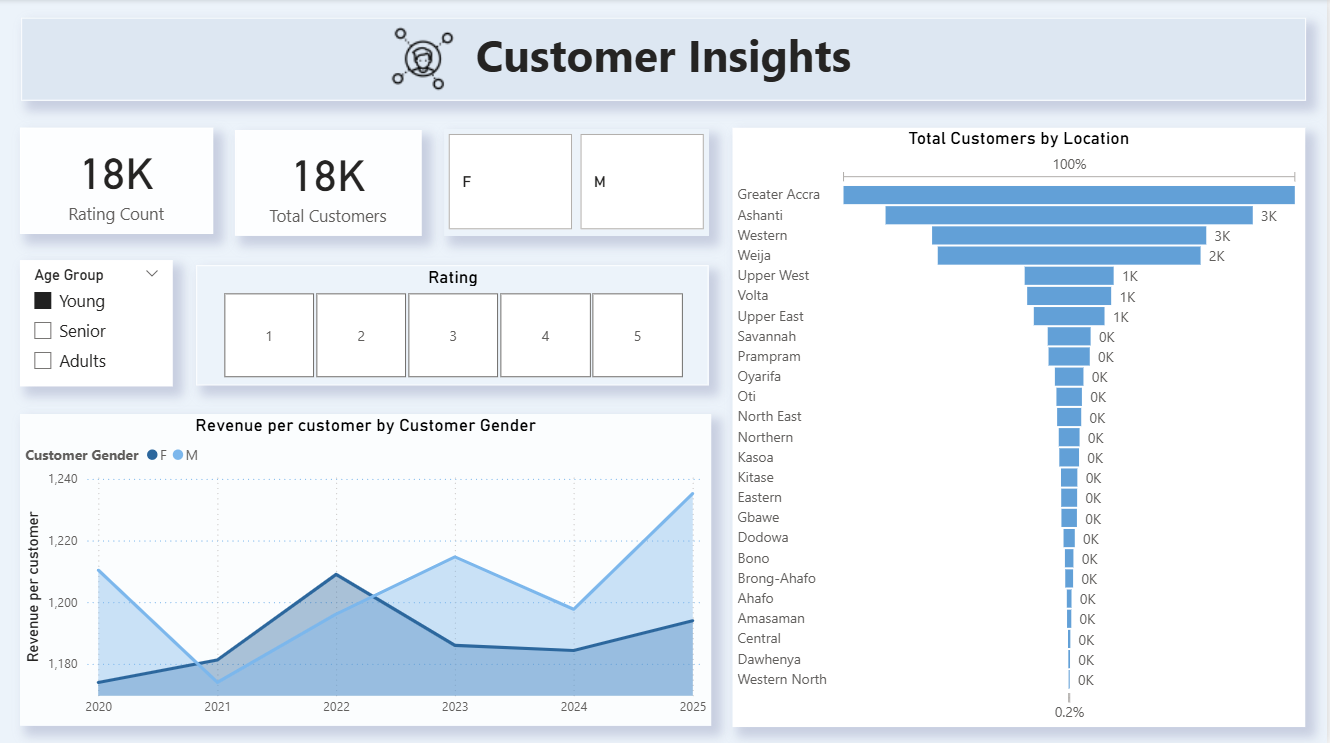 Customer Insights
18K
Rating Count
18K
Total Customers
F
M
Age Group
Young
Senior
Adults
Rating
1
2
3
4
5
Revenue per customer by Customer Gender
Customer Gender F M
Revenue per customer
1,240
1,220
1,200
1,180
2020 2021 2022 2023 2024 2025
Total Customers by Location
100%
Greater Accra
Ashanti 3K
Western 3K
Weija 2K
Upper West 1K
Volta 1K
Upper East 1K
Savannah 0K
Prampram 0K
Oyarifa 0K
Oti 0K
North East 0K
Northern 0K
Kasoa 0K
Kitase 0K
Eastern 0K
Gbawe 0K
Dodowa 0K
Bono 0K
Brong-Ahafo 0K
Ahafo 0K
Amasaman 0K
Central 0K
Dawhenya 0K
Western North 0K
0.2%